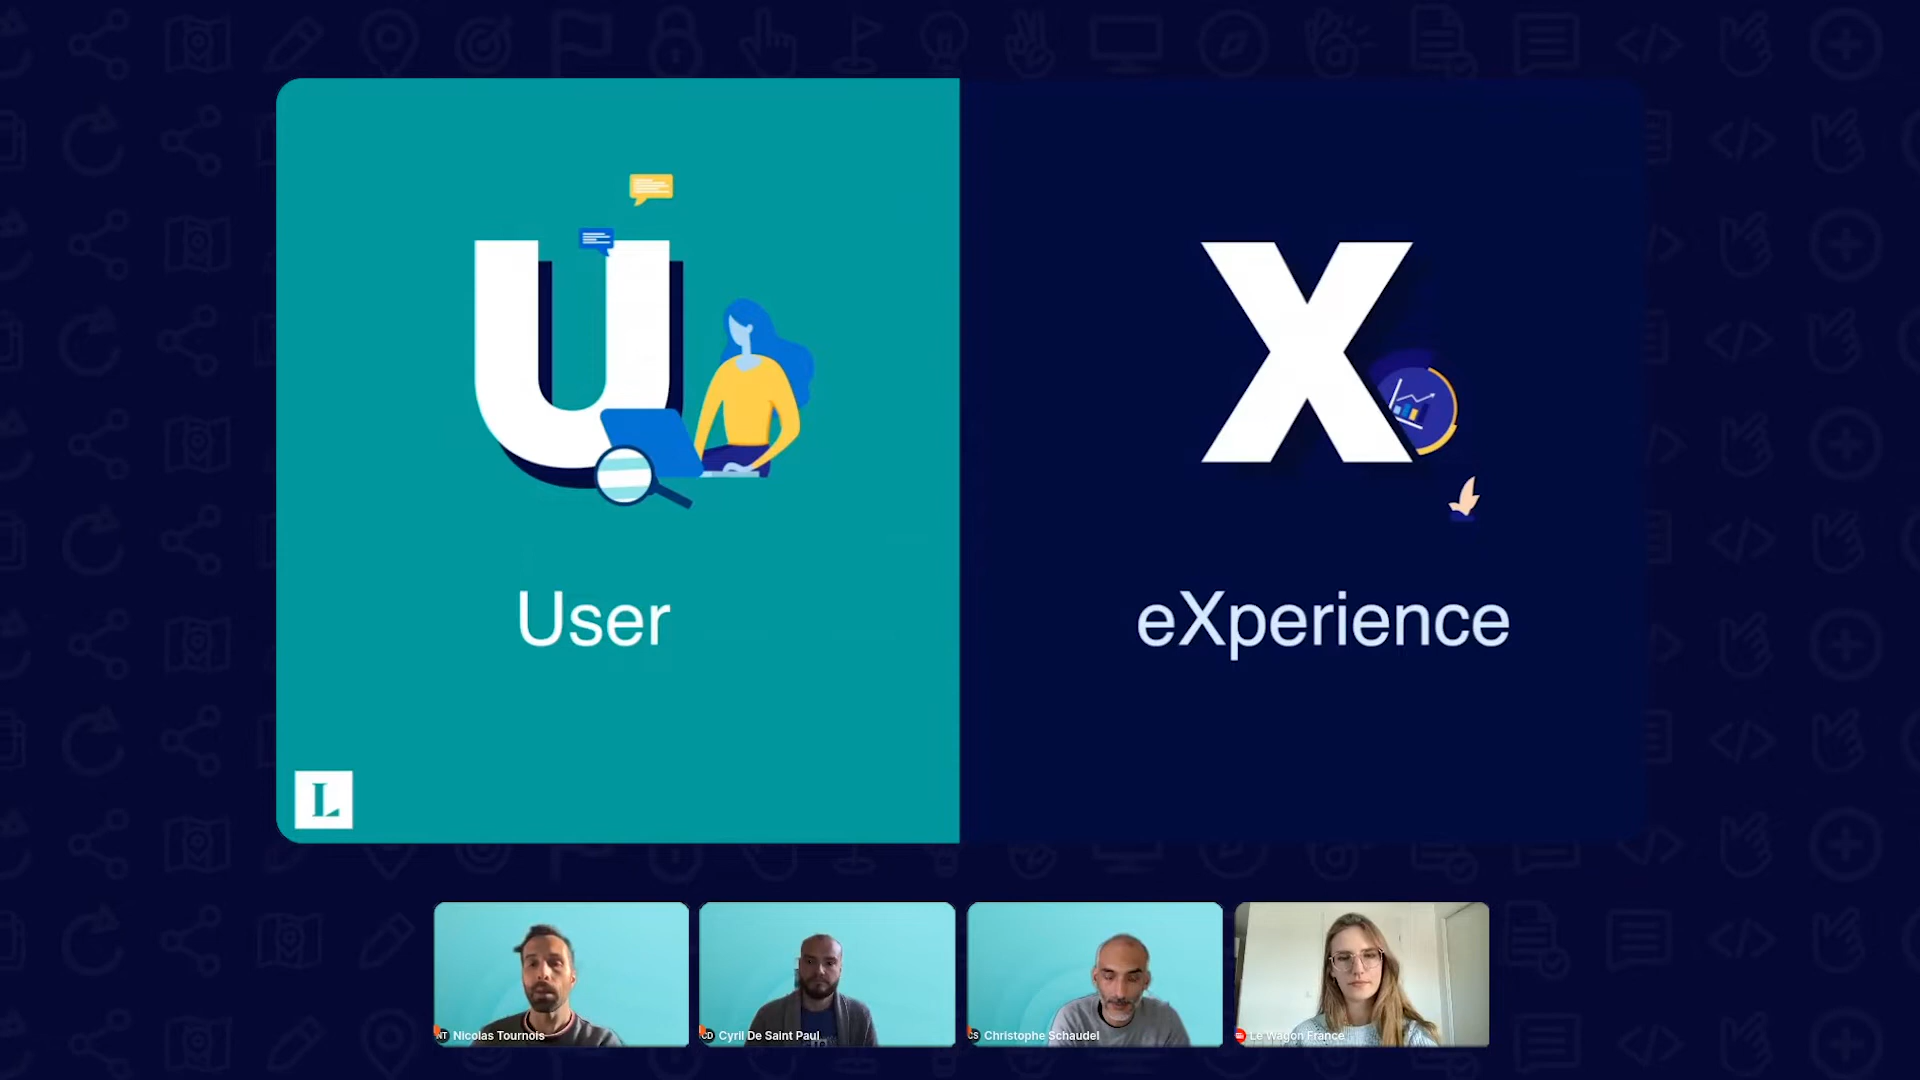 U
X
User
eXperience
L
NT Nicolas Tournois
CD Cyril De Saint Paul
CS Christophe Schaudel
Le Wagon France